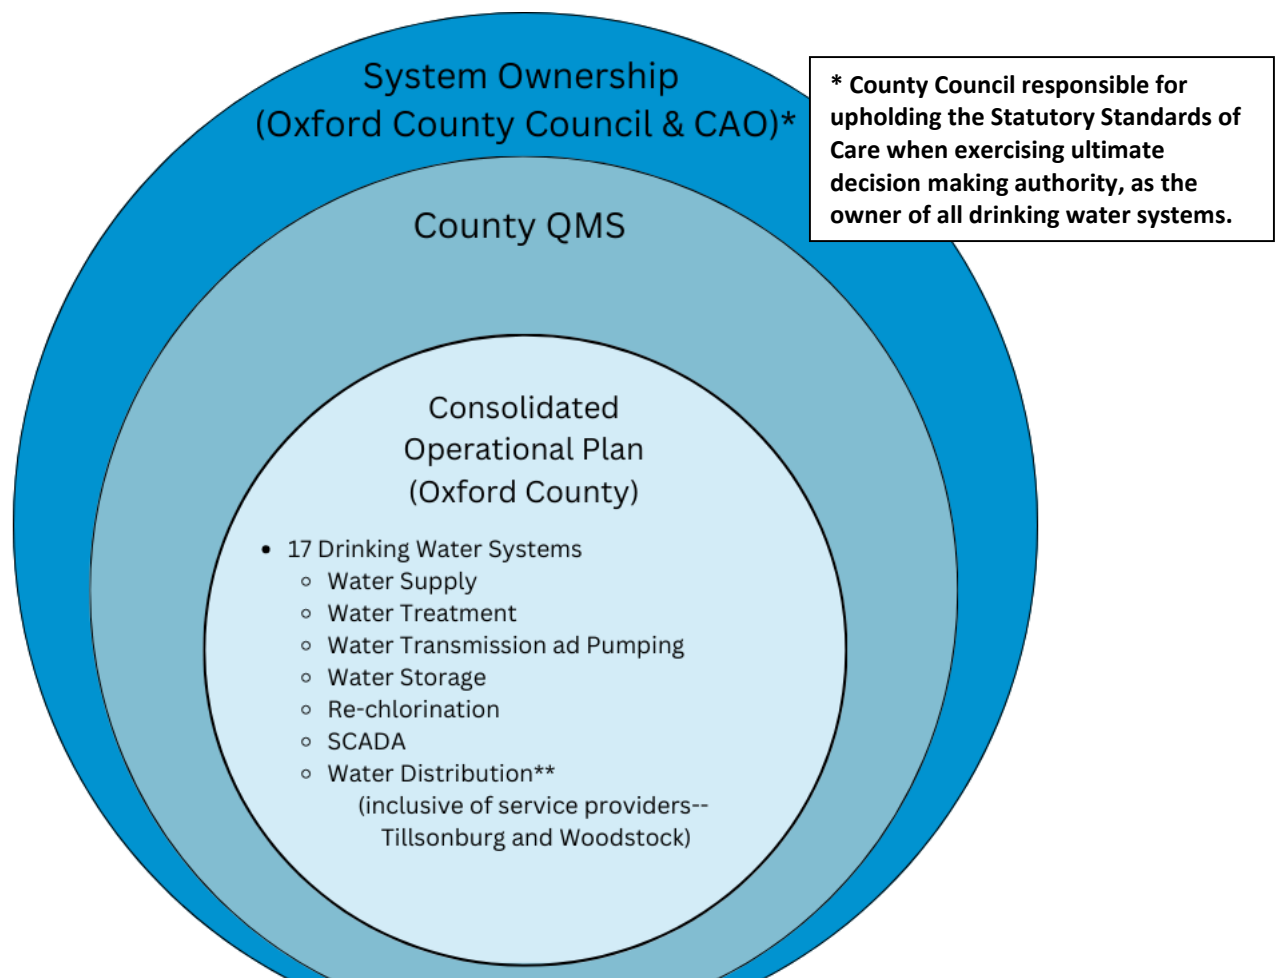 System Ownership
(Oxford County Council & CAO)*
* County Council responsible for
upholding the Statutory Standards of
Care when exercising ultimate
decision making authority, as the
owner of all drinking water systems.
County QMS
Consolidated
Operational Plan
(Oxford County)
• 17 Drinking Water Systems
◦ Water Supply
◦ Water Treatment
◦ Water Transmission ad Pumping
◦ Water Storage
◦ Re-chlorination
◦ SCADA
◦ Water Distribution**
(inclusive of service providers--
Tillsonburg and Woodstock)